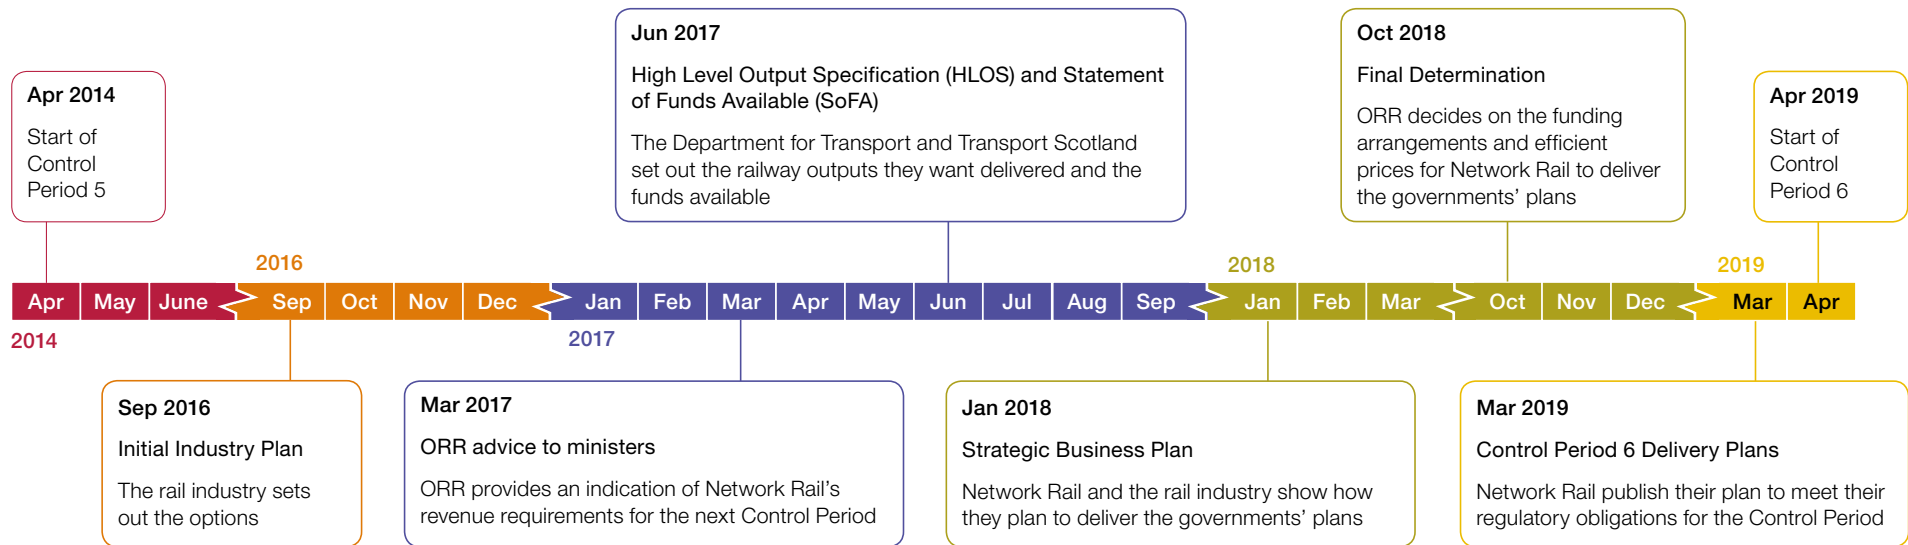 Apr 2014
Start of
Control
Period 5
Jun 2017
High Level Output Specification (HLOS) and Statement
of Funds Available (SoFA)
The Department for Transport and Transport Scotland
set out the railway outputs they want delivered and the
funds available
Oct 2018
Final Determination
ORR decides on the funding
arrangements and efficient
prices for Network Rail to deliver
the governments’ plans
Apr 2019
Start of
Control
Period 6
2016
2018
2019
Apr May June Sep Oct Nov Dec Jan Feb Mar Apr May Jun Jul Aug Sep Jan Feb Mar Oct Nov Dec Mar Apr
2014
2017
Sep 2016
Initial Industry Plan
The rail industry sets
out the options
Mar 2017
ORR advice to ministers
ORR provides an indication of Network Rail’s
revenue requirements for the next Control Period
Jan 2018
Strategic Business Plan
Network Rail and the rail industry show how
they plan to deliver the governments’ plans
Mar 2019
Control Period 6 Delivery Plans
Network Rail publish their plan to meet their
regulatory obligations for the Control Period